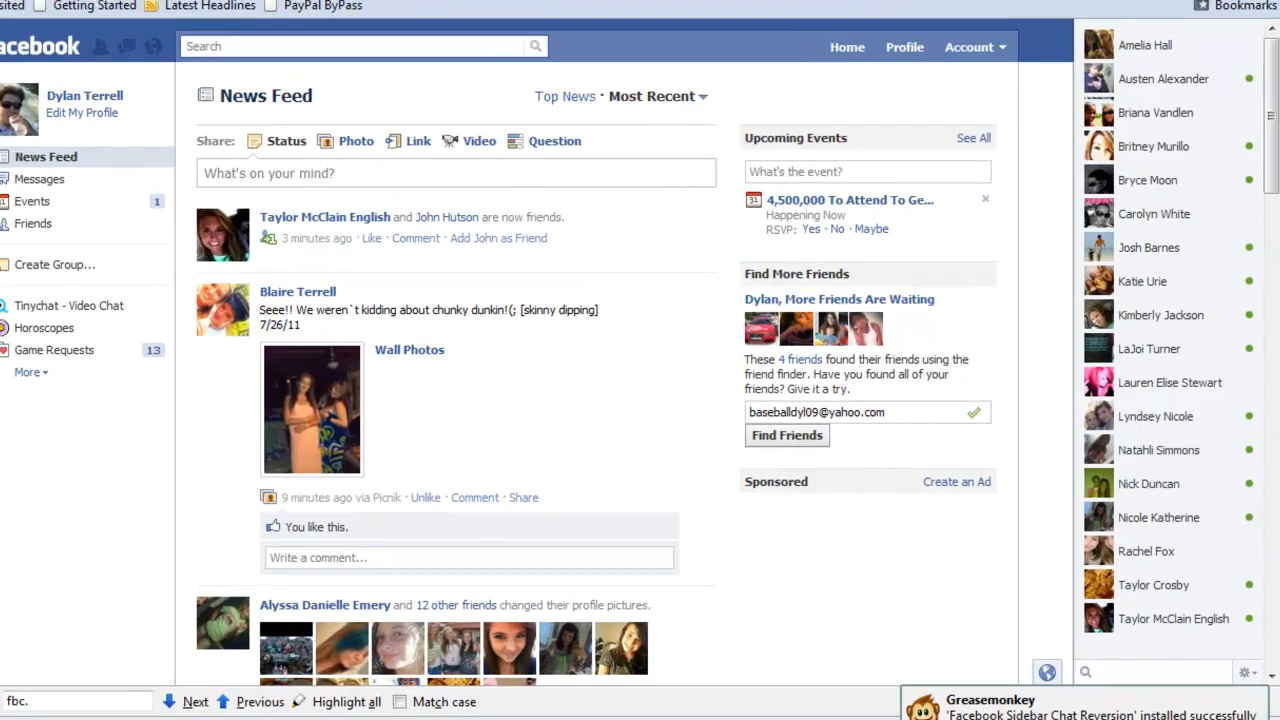 sited Getting Started Latest Headlines PayPal ByPass Bookmarks
acebook Search Home Profile Account
Dylan Terrell
Edit My Profile
News Feed
Messages
Events 1
Friends
Create Group...
Tinychat - Video Chat
Horoscopes
Game Requests 13
More
News Feed Top News · Most Recent
Share: Status Photo Link Video Question
What's on your mind?
Taylor McClain English and John Hutson are now friends.
3 minutes ago · Like · Comment · Add John as Friend
Blaire Terrell
Seee!! We weren`t kidding about chunky dunkin!(; [skinny dipping]
7/26/11
Wall Photos
9 minutes ago via Picnik · Unlike · Comment · Share
You like this.
Write a comment...
Alyssa Danielle Emery and 12 other friends changed their profile pictures.
Upcoming Events See All
What's the event?
31 4,500,000 To Attend To Ge...
Happening Now
RSVP: Yes · No · Maybe
Find More Friends
Dylan, More Friends Are Waiting
These 4 friends found their friends using the
friend finder. Have you found all of your
friends? Give it a try.
baseballdyl09@yahoo.com
Find Friends
Sponsored Create an Ad
Amelia Hall
Austen Alexander
Briana Vandlen
Britney Murillo
Bryce Moon
Carolyn White
Josh Barnes
Katie Urie
Kimberly Jackson
LaJoi Turner
Lauren Elise Stewart
Lyndsey Nicole
Natahli Simmons
Nick Duncan
Nicole Katherine
Rachel Fox
Taylor Crosby
Taylor McClain English
fbc. Next Previous Highlight all Match case
Greasemonkey
'Facebook Sidebar Chat Reversion' installed successfully